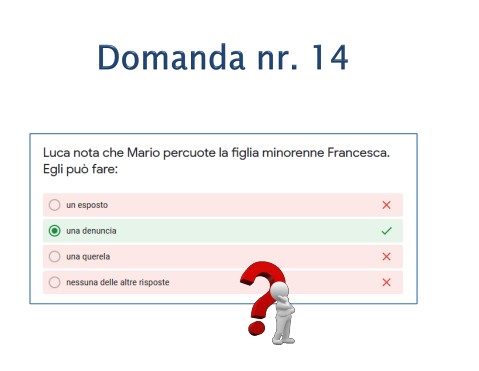 Domanda nr. 14
Luca nota che Mario percuote la figlia minorenne Francesca.
Egli può fare:
un esposto
una denuncia
una querela
nessuna delle altre risposte